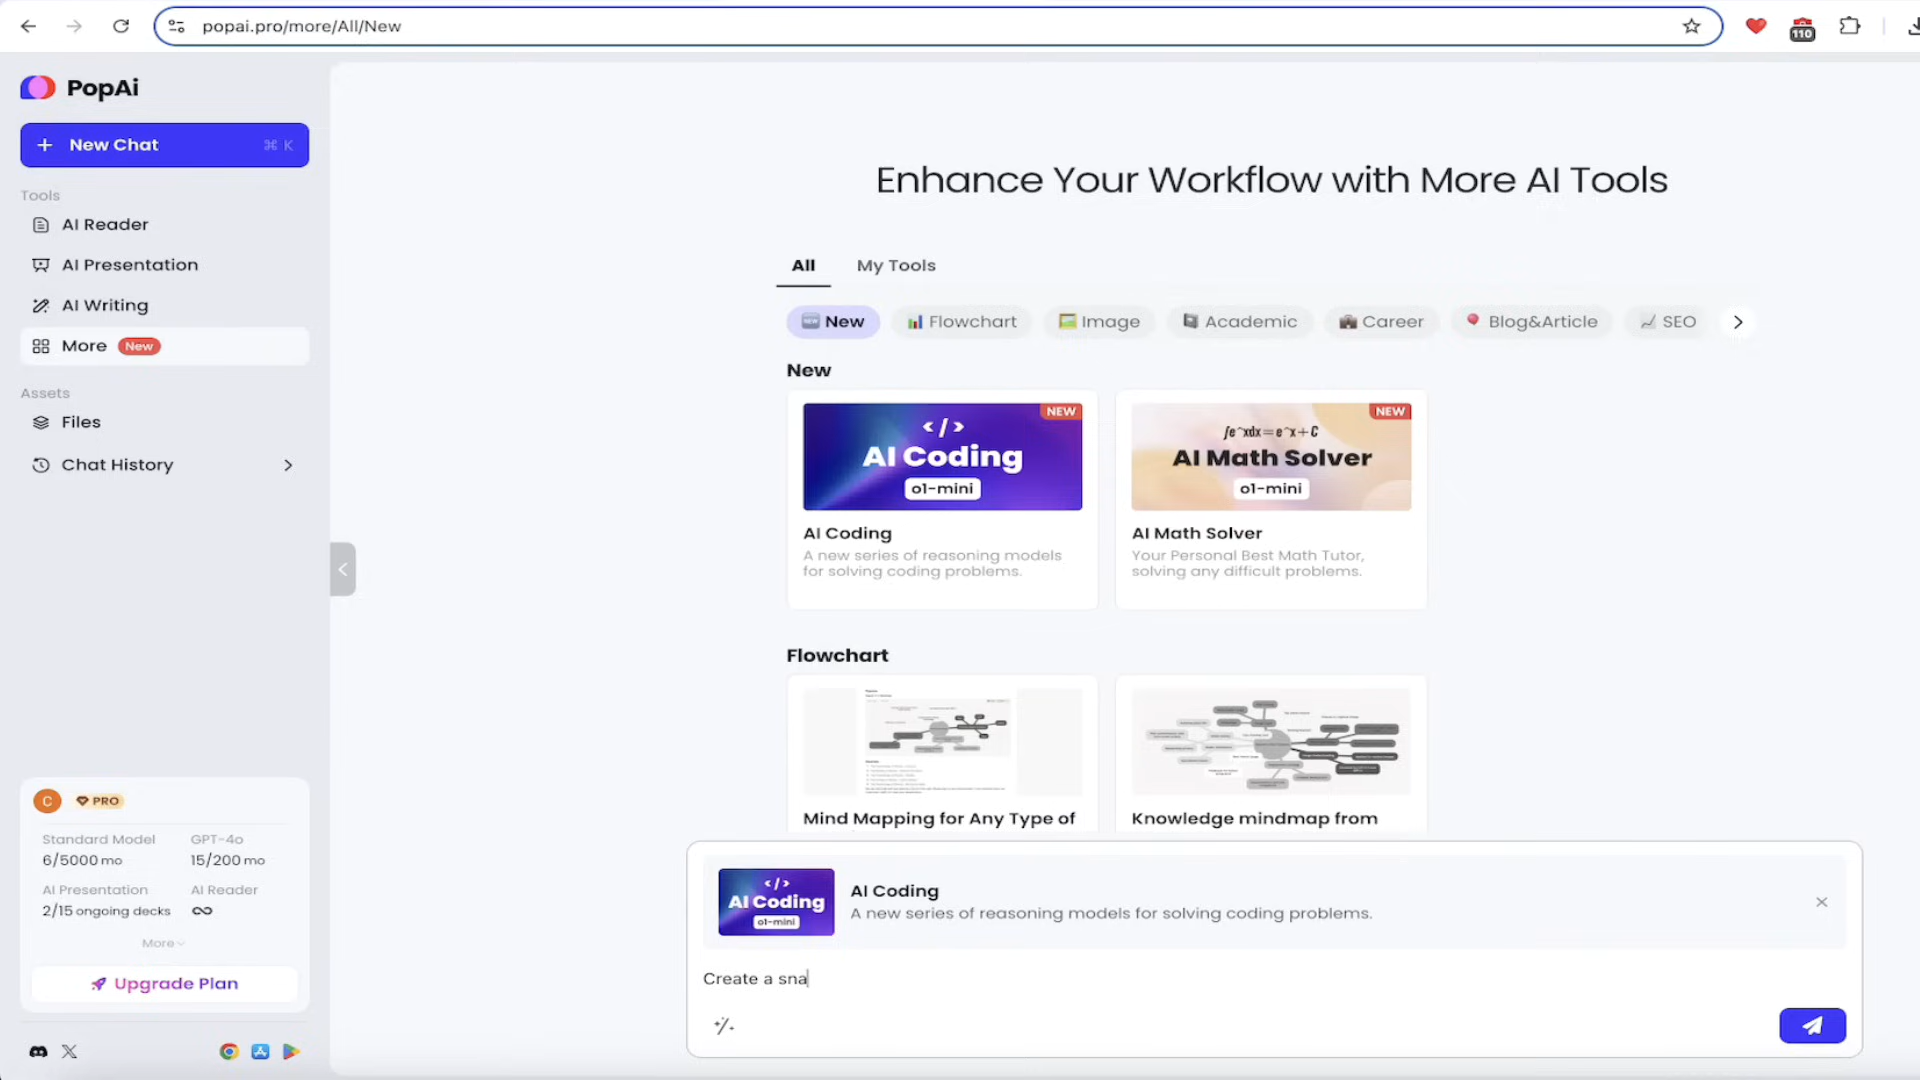 popai.pro/more/All/New
110
PopAi
New Chat
⌘ K
Tools
AI Reader
AI Presentation
AI Writing
More New
Assets
Files
Chat History
C PRO
Standard Model GPT-4o
6/5000 mo 15/200 mo
AI Presentation AI Reader
2/15 ongoing decks ∞
More
Upgrade Plan
Enhance Your Workflow with More AI Tools
All My Tools
New Flowchart Image Academic Career Blog&Article SEO
New
NEW
</>
AI Coding
o1-mini
AI Coding
A new series of reasoning models
for solving coding problems.
NEW
∫e^xdx=e^x+C
AI Math Solver
o1-mini
AI Math Solver
Your Personal Best Math Tutor,
solving any difficult problems.
Flowchart
Mind Mapping for Any Type of
Knowledge mindmap from
</>
AI Coding
o1-mini
AI Coding
A new series of reasoning models for solving coding problems.
Create a sna